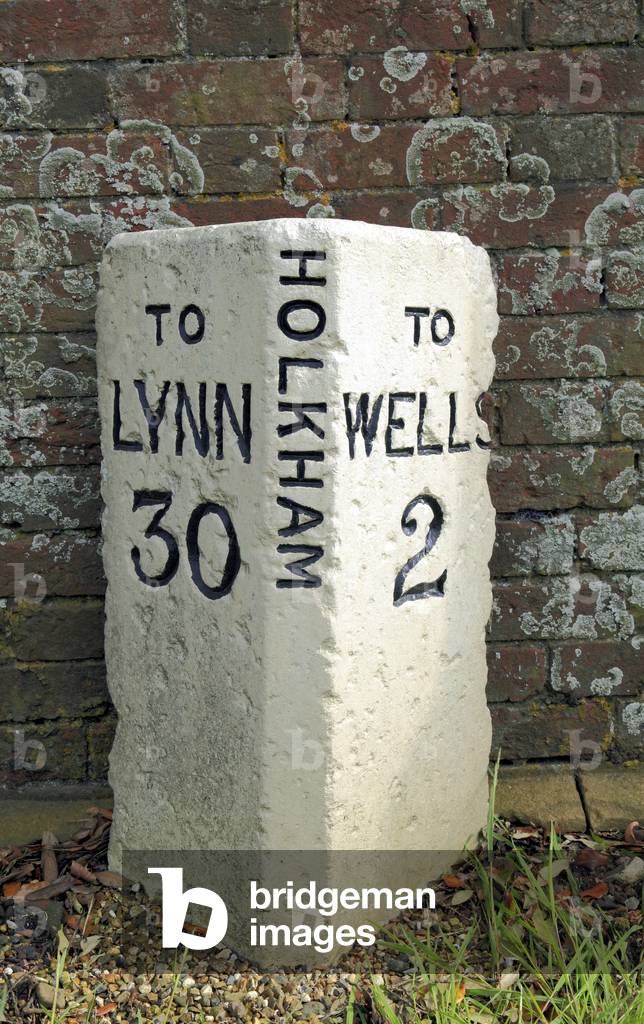 TO
LYNN
30
HOLKHAM
TO
WELLS
2
bridgeman
images